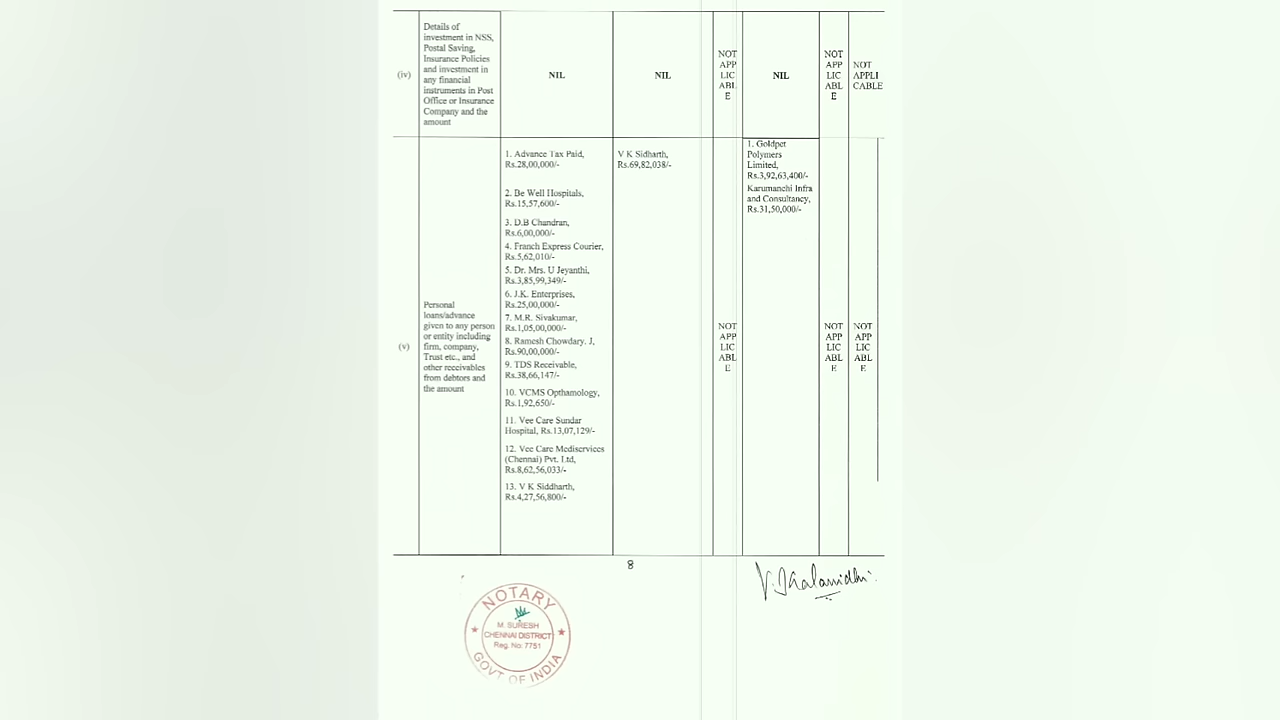 (iv)
Details of
investment in NSS,
Postal Saving,
Insurance Policies
and investment in
any financial
instruments in Post
Office or Insurance
Company and the
amount
NIL
NIL
NOT
APP
LIC
ABL
E
NIL
NOT
APP
LIC
ABL
E
NOT
APPLI
CABLE
(v)
Personal
loans/advance
given to any person
or entity including
firm, company,
Trust etc., and
other receivables
from debtors and
the amount
1. Advance Tax Paid,
Rs.28,00,000/-
2. Be Well Hospitals,
Rs.15,57,600/-
3. D.B Chandran,
Rs.6,00,000/-
4. Franch Express Courier,
Rs.5,62,010/-
5. Dr. Mrs. U Jeyanthi,
Rs.3,85,99,349/-
6. J.K. Enterprises,
Rs.25,00,000/-
7. M.R. Sivakumar,
Rs.1,05,00,000/-
8. Ramesh Chowdary. J,
Rs.90,00,000/-
9. TDS Receivable,
Rs.38,66,147/-
10. VCMS Opthamology,
Rs.1,92,650/-
11. Vee Care Sundar
Hospital, Rs.13,07,129/-
12. Vee Care Mediservices
(Chennai) Pvt. Ltd,
Rs.8,62,56,033/-
13. V K Siddharth,
Rs.4,27,56,800/-
V K Sidharth,
Rs.69,82,038/-
NOT
APP
LIC
ABL
E
1. Goldpet
Polymers
Limited,
Rs.3,92,63,400/-
Karumanchi Infra
and Consultancy,
Rs.31,50,000/-
NOT
APP
LIC
ABL
E
NOT
APP
LIC
ABL
E
8
V. Kalanidhi
NOTARY
M. SURESH
CHENNAI DISTRICT
Reg. No: 7751
GOVT OF INDIA